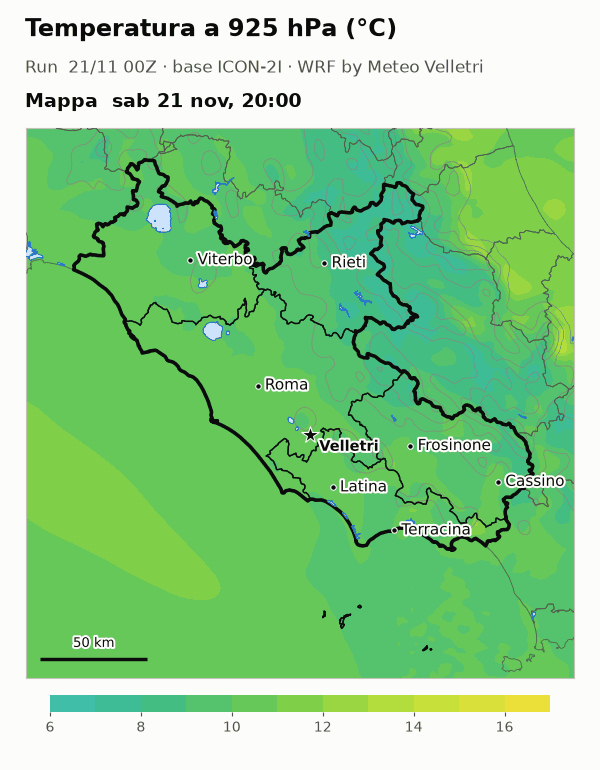 Temperatura a 925 hPa (°C)
Run  21/11 00Z · base ICON-2I · WRF by Meteo Velletri
Mappa  sab 21 nov, 20:00
Viterbo
Rieti
Roma
Velletri
Frosinone
Latina
Cassino
Terracina
50 km
6 8 10 12 14 16